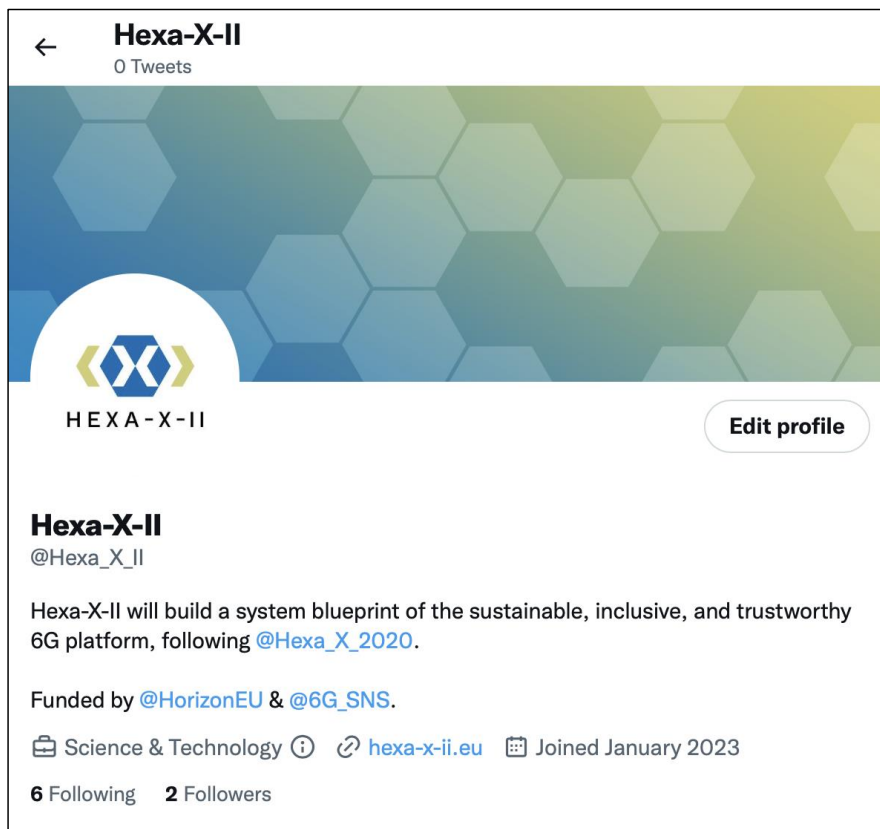 Hexa-X-II
0 Tweets
HEXA-X-II
Edit profile
Hexa-X-II
@Hexa_X_II
Hexa-X-II will build a system blueprint of the sustainable, inclusive, and trustworthy
6G platform, following @Hexa_X_2020.
Funded by @HorizonEU & @6G_SNS.
Science & Technology hexa-x-ii.eu Joined January 2023
6 Following 2 Followers